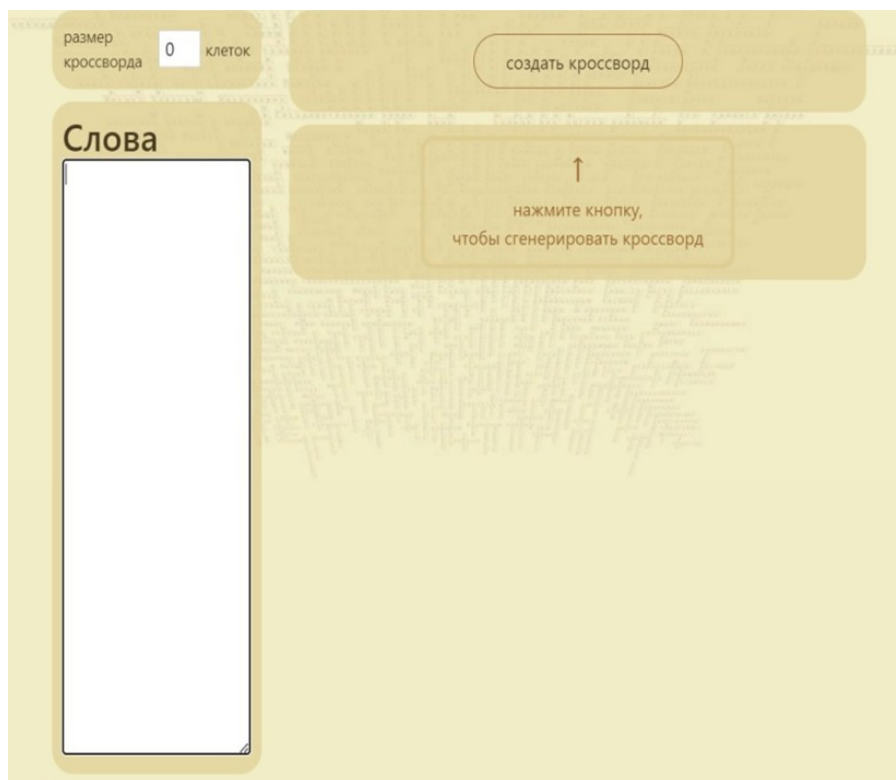 размер
кроссворда 0 клеток
создать кроссворд
Слова
↑
нажмите кнопку,
чтобы сгенерировать кроссворд